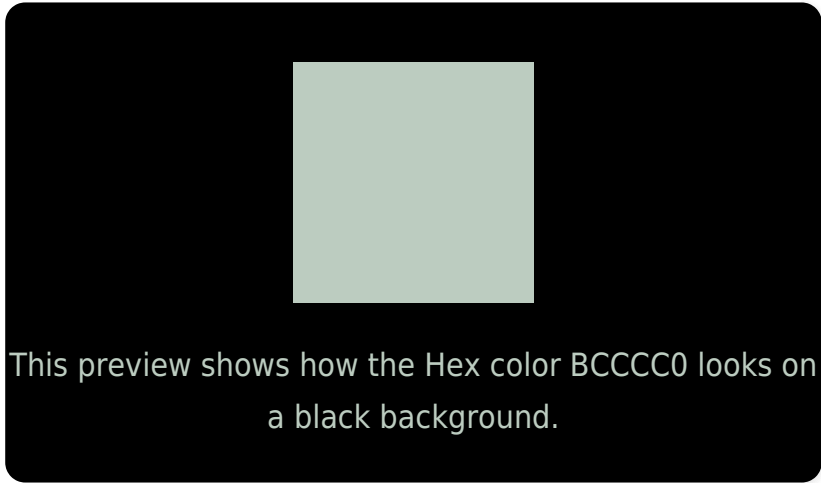 This preview shows how the Hex color BCCCC0 looks on
a black background.